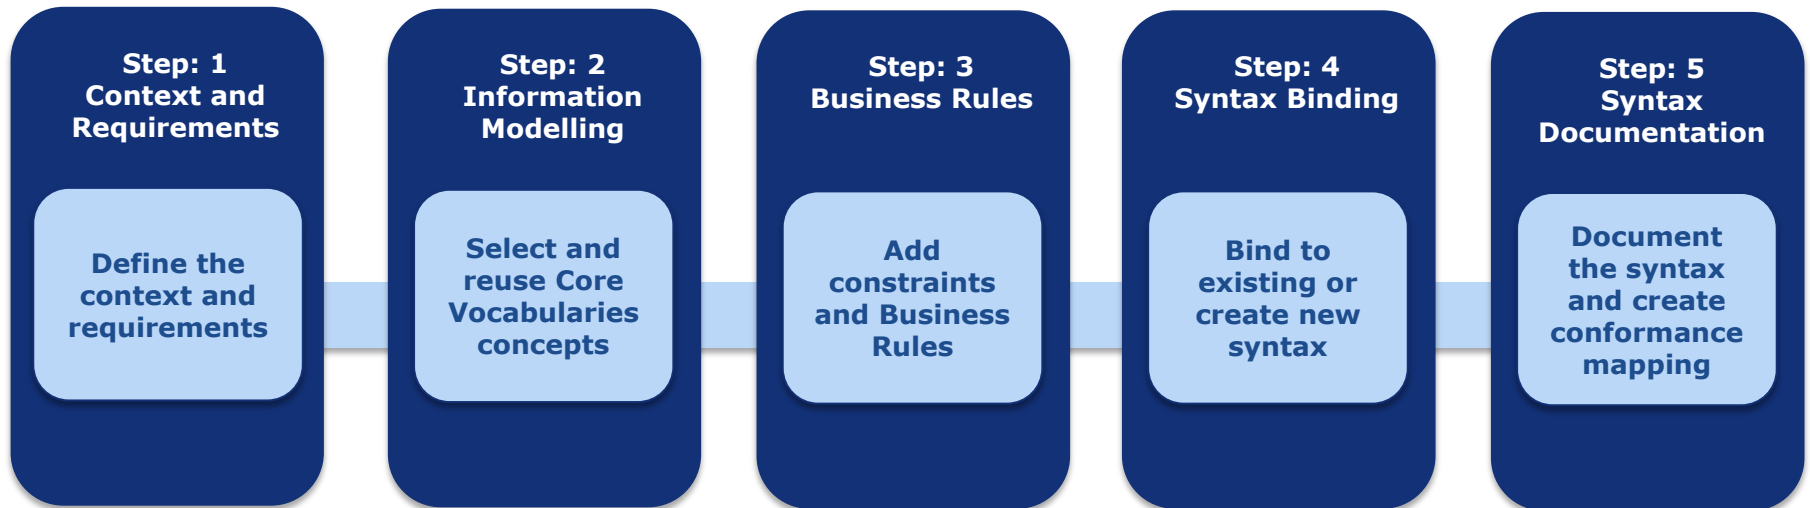 Step: 1
Context and
Requirements
Define the
context and
requirements
Step: 2
Information
Modelling
Select and
reuse Core
Vocabularies
concepts
Step: 3
Business Rules
Add
constraints
and Business
Rules
Step: 4
Syntax Binding
Bind to
existing or
create new
syntax
Step: 5
Syntax
Documentation
Document
the syntax
and create
conformance
mapping